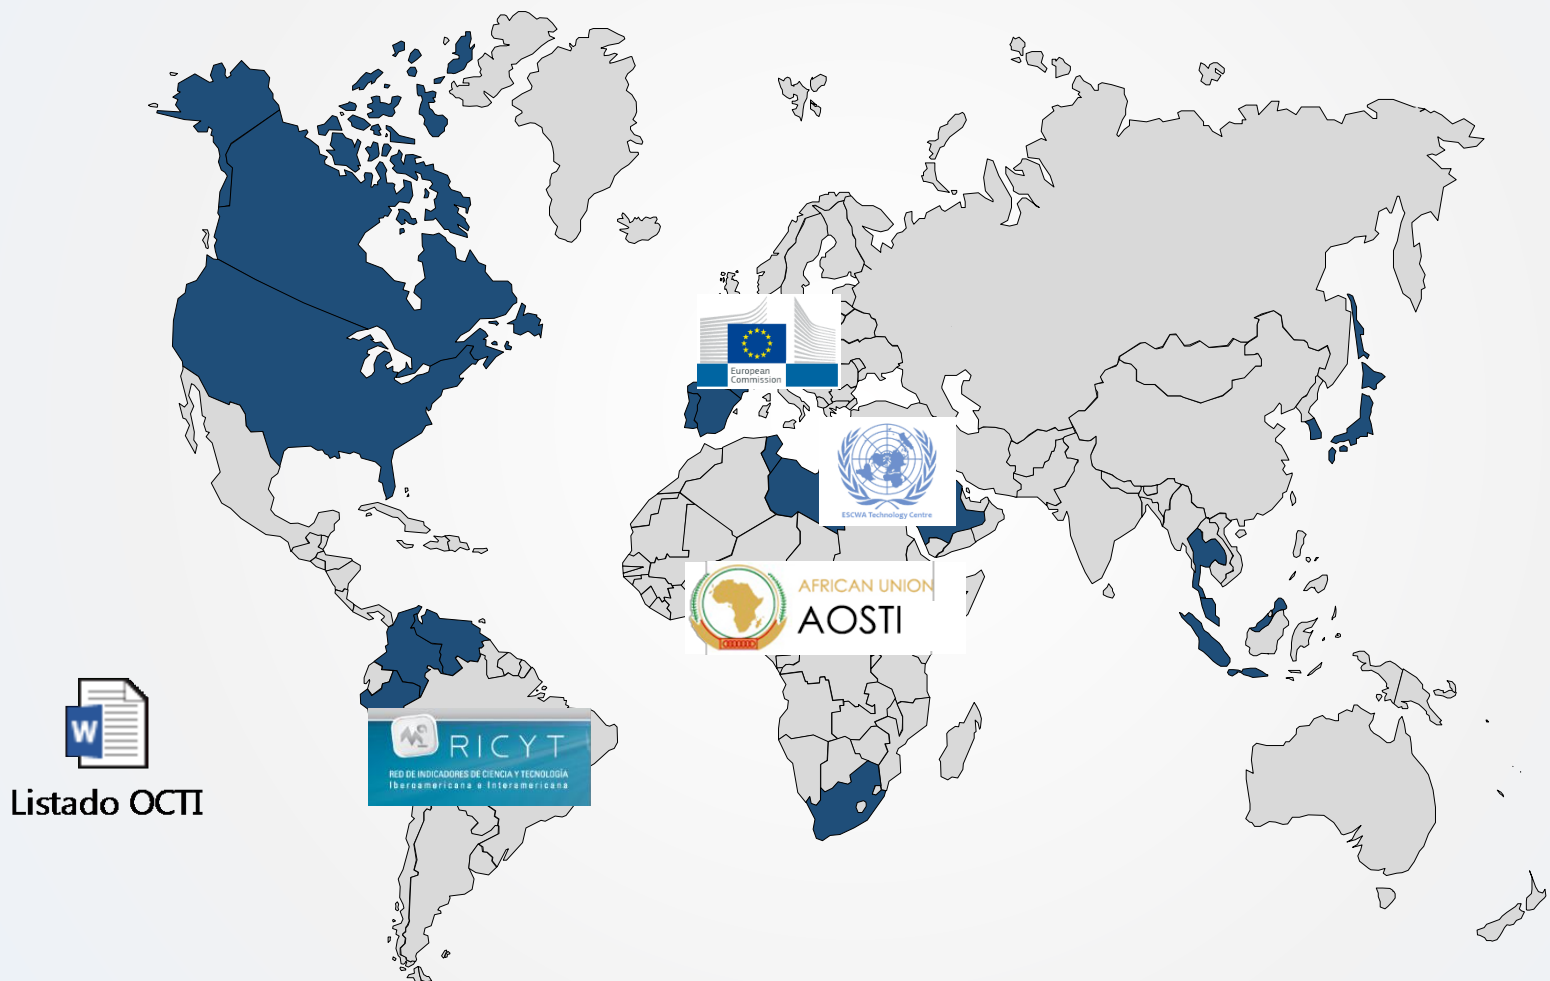 European
Commission
ESCWA Technology Centre
AFRICAN UNION
AOSTI
W
RICYT
RED DE INDICADORES DE CIENCIA Y TECNOLOGÍA
Iberoamericana e Interamericana
Listado OCTI